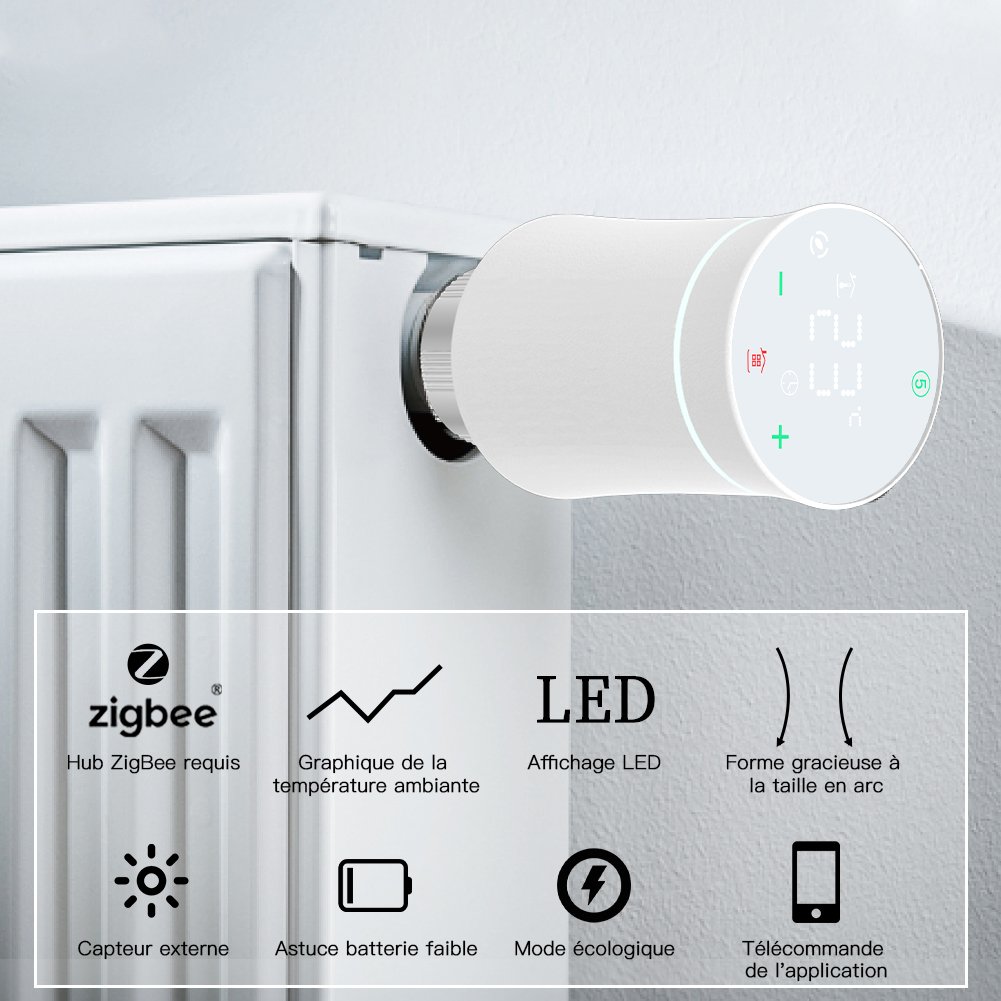 5
zigbee®
LED
Hub ZigBee requis
Graphique de la
température ambiante
Affichage LED
Forme gracieuse à
la taille en arc
Capteur externe
Astuce batterie faible
Mode écologique
Télécommande
de l'application